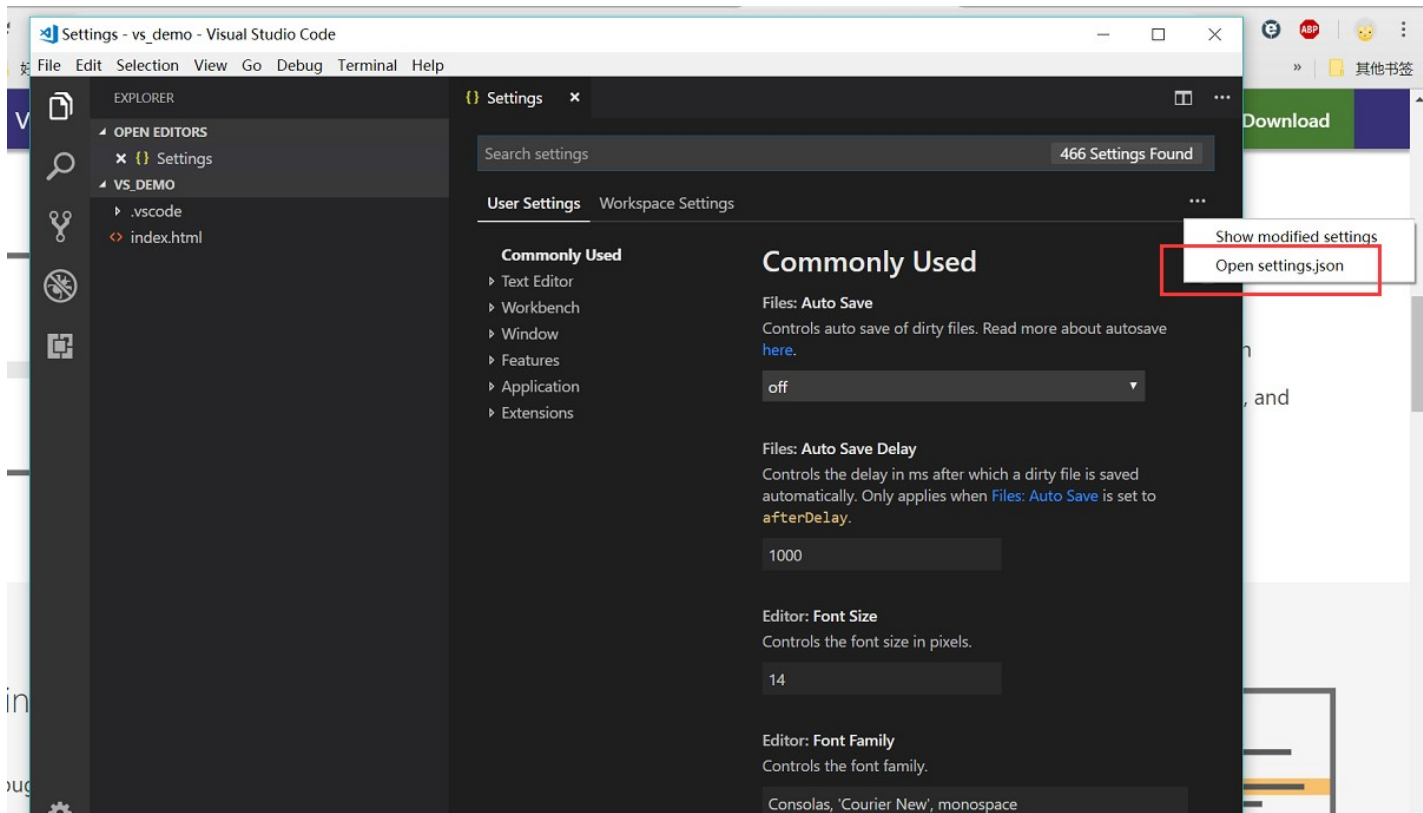 Settings - vs_demo - Visual Studio Code
ABP
File Edit Selection View Go Debug Terminal Help
» 其他书签
EXPLORER
{} Settings ×
V
Download
OPEN EDITORS
× {} Settings
Search settings
466 Settings Found
VS_DEMO
.vscode
<> index.html
User Settings Workspace Settings
...
Show modified settings
Open settings.json
Commonly Used
Text Editor
Workbench
Window
Features
Application
Extensions
Commonly Used
Files: Auto Save
Controls auto save of dirty files. Read more about autosave
here.
off
Files: Auto Save Delay
Controls the delay in ms after which a dirty file is saved
automatically. Only applies when Files: Auto Save is set to
afterDelay.
1000
Editor: Font Size
Controls the font size in pixels.
14
Editor: Font Family
Controls the font family.
Consolas, 'Courier New', monospace
, and
in